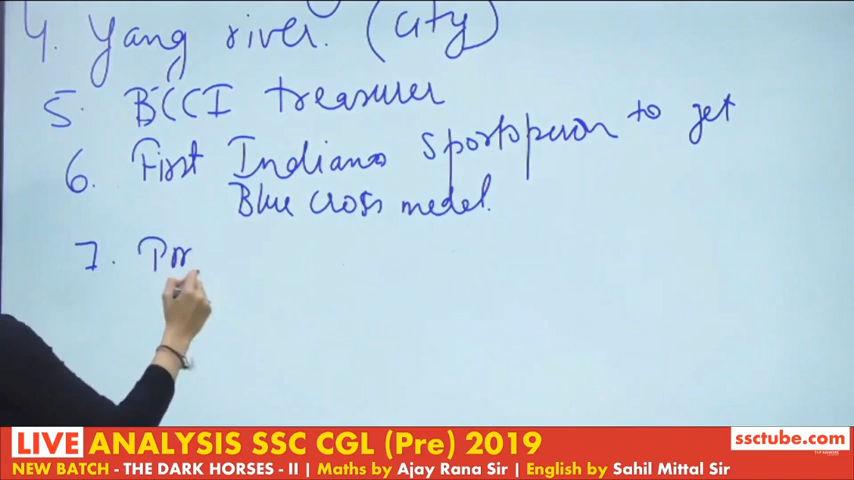 4. Yang river. (City)
5. BCCI treasurer
6. First Indians Sportsperson to get
Blue cross medel.
7. Por
LIVE ANALYSIS SSC CGL (Pre) 2019
ssctube.com
NEW BATCH - THE DARK HORSES - II | Maths by Ajay Rana Sir | English by Sahil Mittal Sir